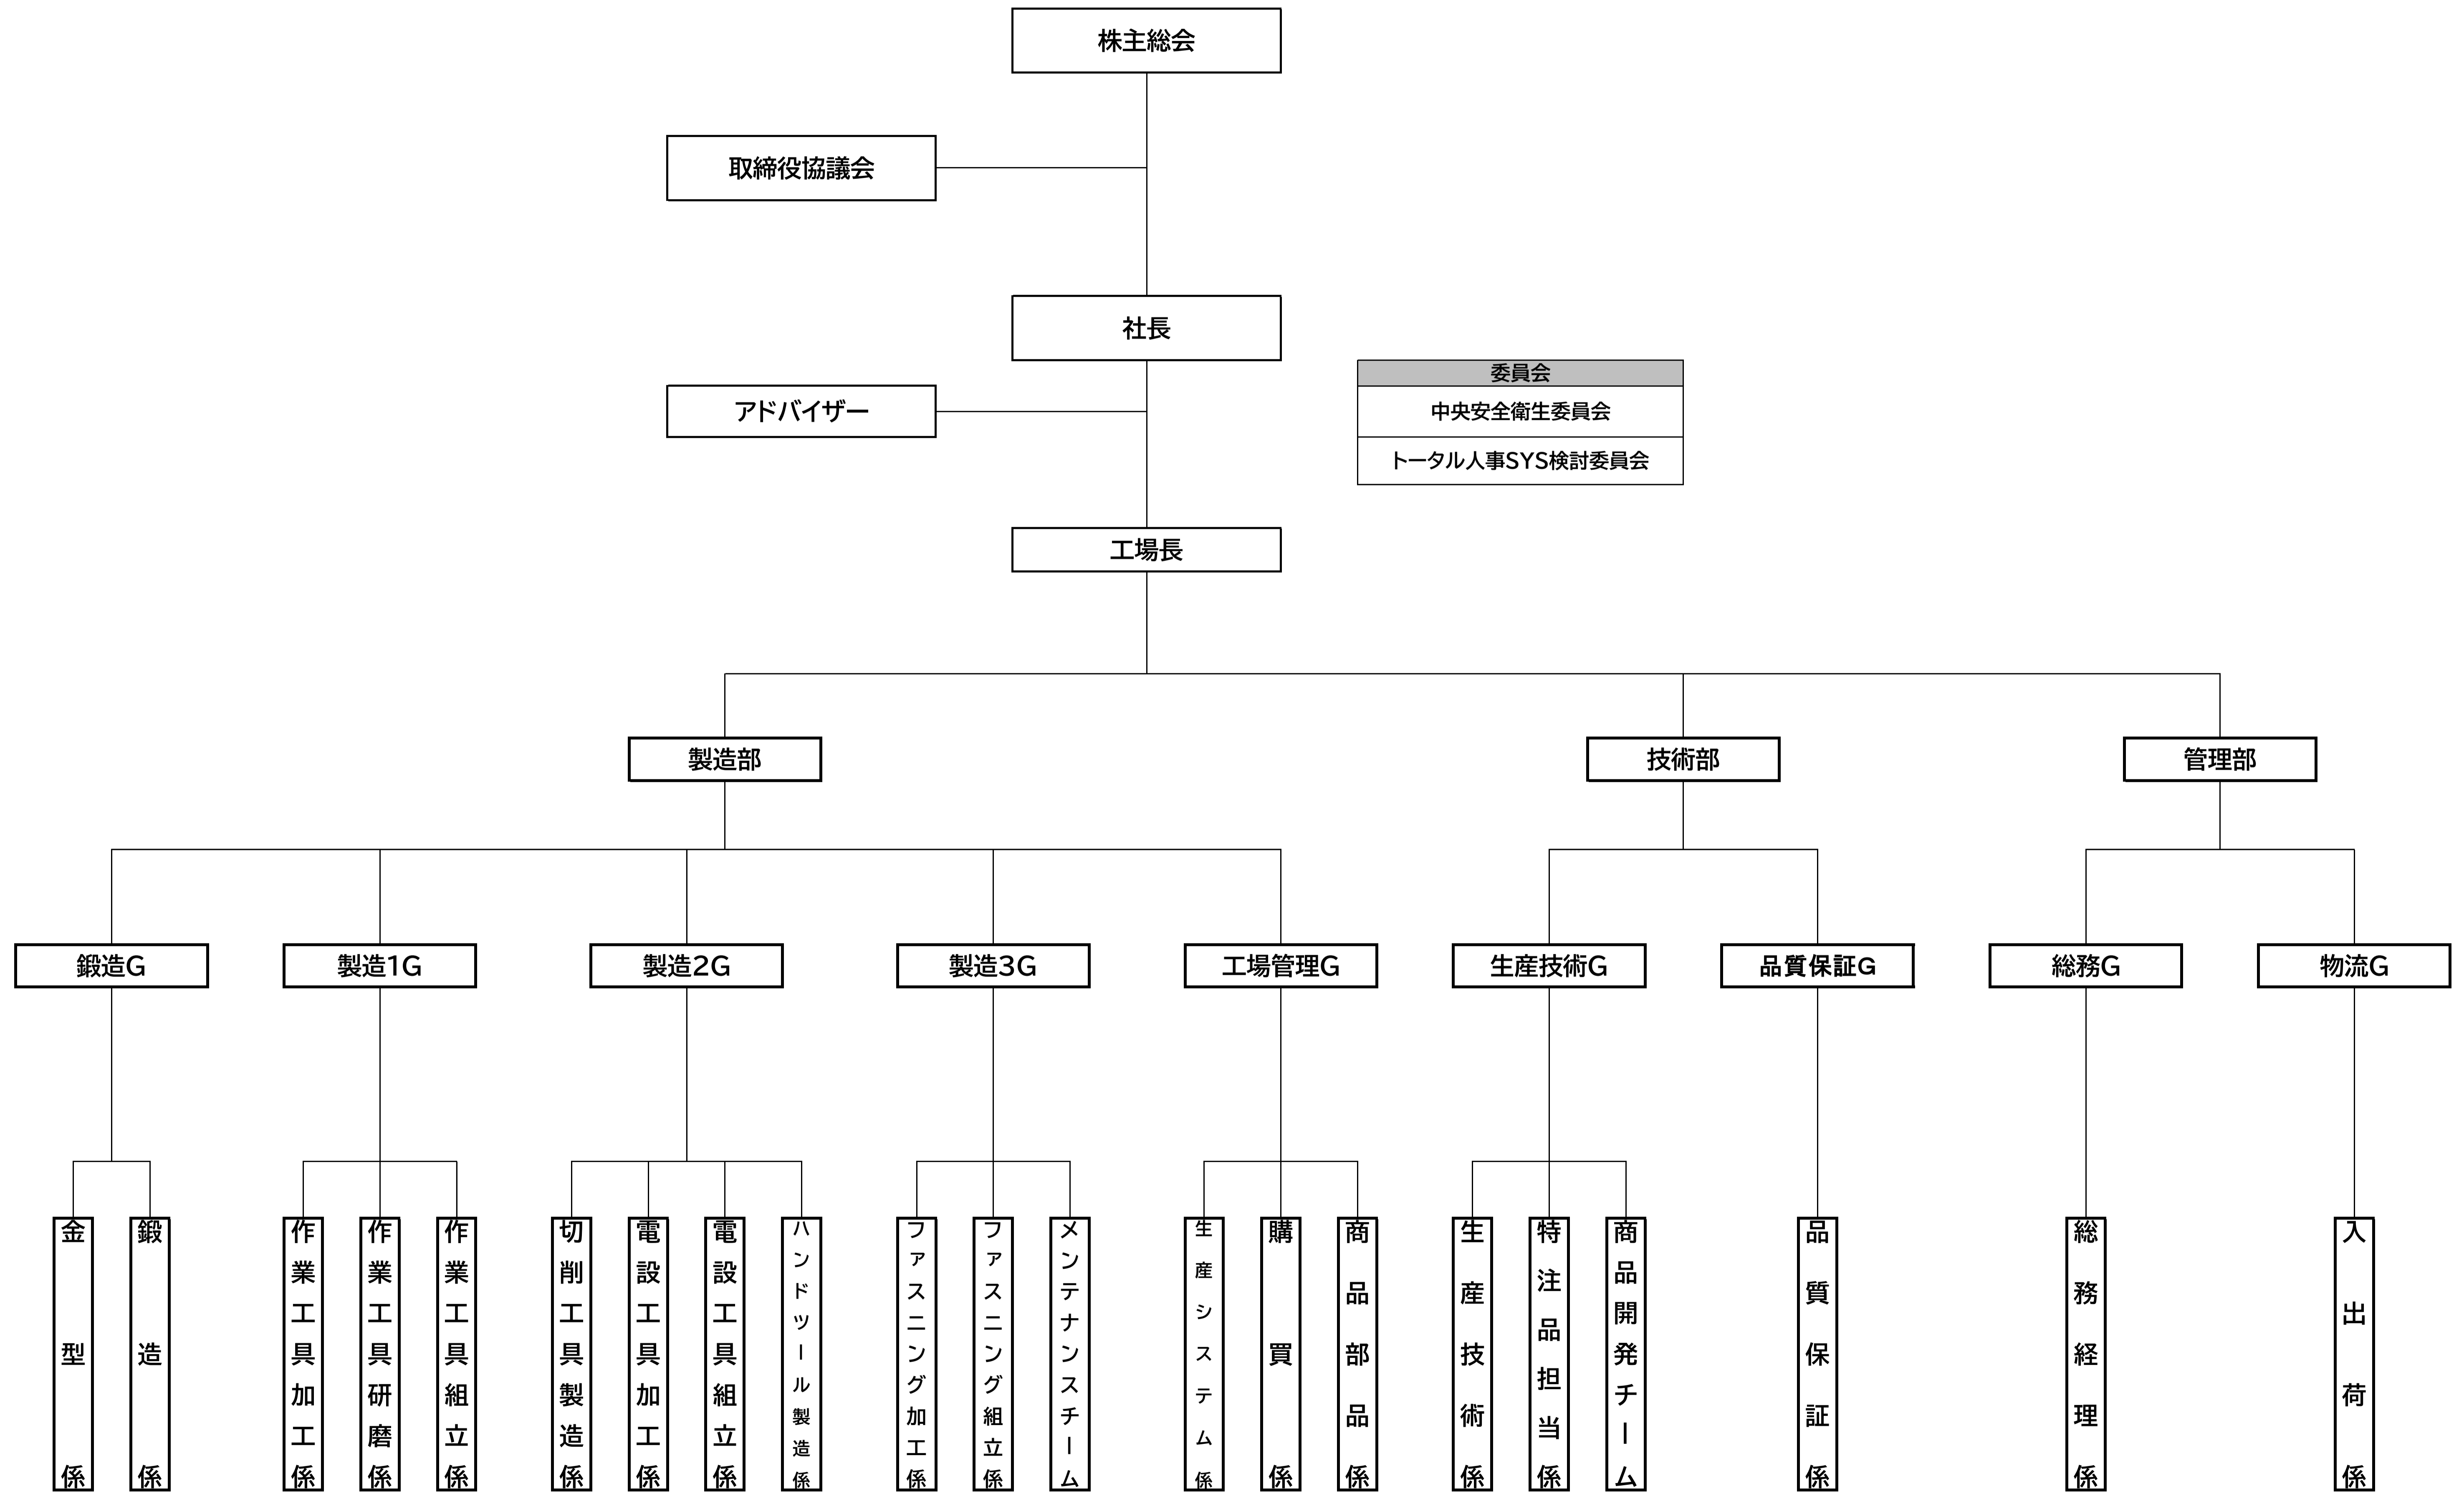 株主総会
取締役協議会
社長
委員会
アドバイザー
中央安全衛生委員会
トータル人事SYS検討委員会
工場長
製造部
技術部
管理部
鍛造G
製造1G
製造2G
製造3G
工場管理G
生産技術G
品質保証G
総務G
物流G
金型係
鍛造係
作業工具加工係
作業工具研磨係
作業工具組立係
切削工具製造係
電設工具加工係
電設工具組立係
ハンドツール製造係
ファスニング加工係
ファスニング組立係
メンテナンスチーム
生産システム係
購買係
商品部品係
生産技術係
特注品担当係
商品開発チーム
品質保証係
総務経理係
入出荷係